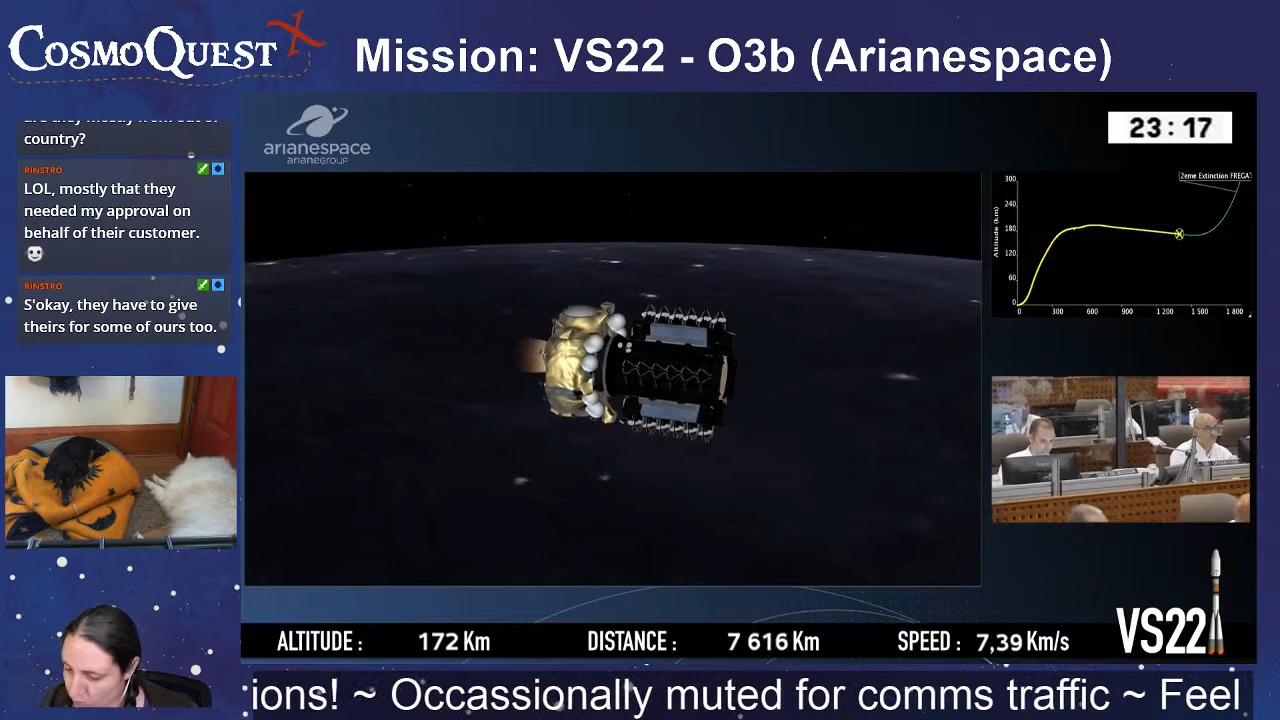 COSMOQUEST X
Mission: VS22 - O3b (Arianespace)
arianespace
ARIANEGROUP
23:17
country?
RINSTRO
LOL, mostly that they
needed my approval on
behalf of their customer.
RINSTRO
S'okay, they have to give
theirs for some of ours too.
2eme Extinction FREGAT
Altitude (km)
300
240
180
120
60
0
0 300 600 900 1 200 1 500 1 800
VS22
ALTITUDE : 172 Km DISTANCE : 7 616 Km SPEED : 7,39 Km/s
ions! ~ Occassionally muted for comms traffic ~ Feel